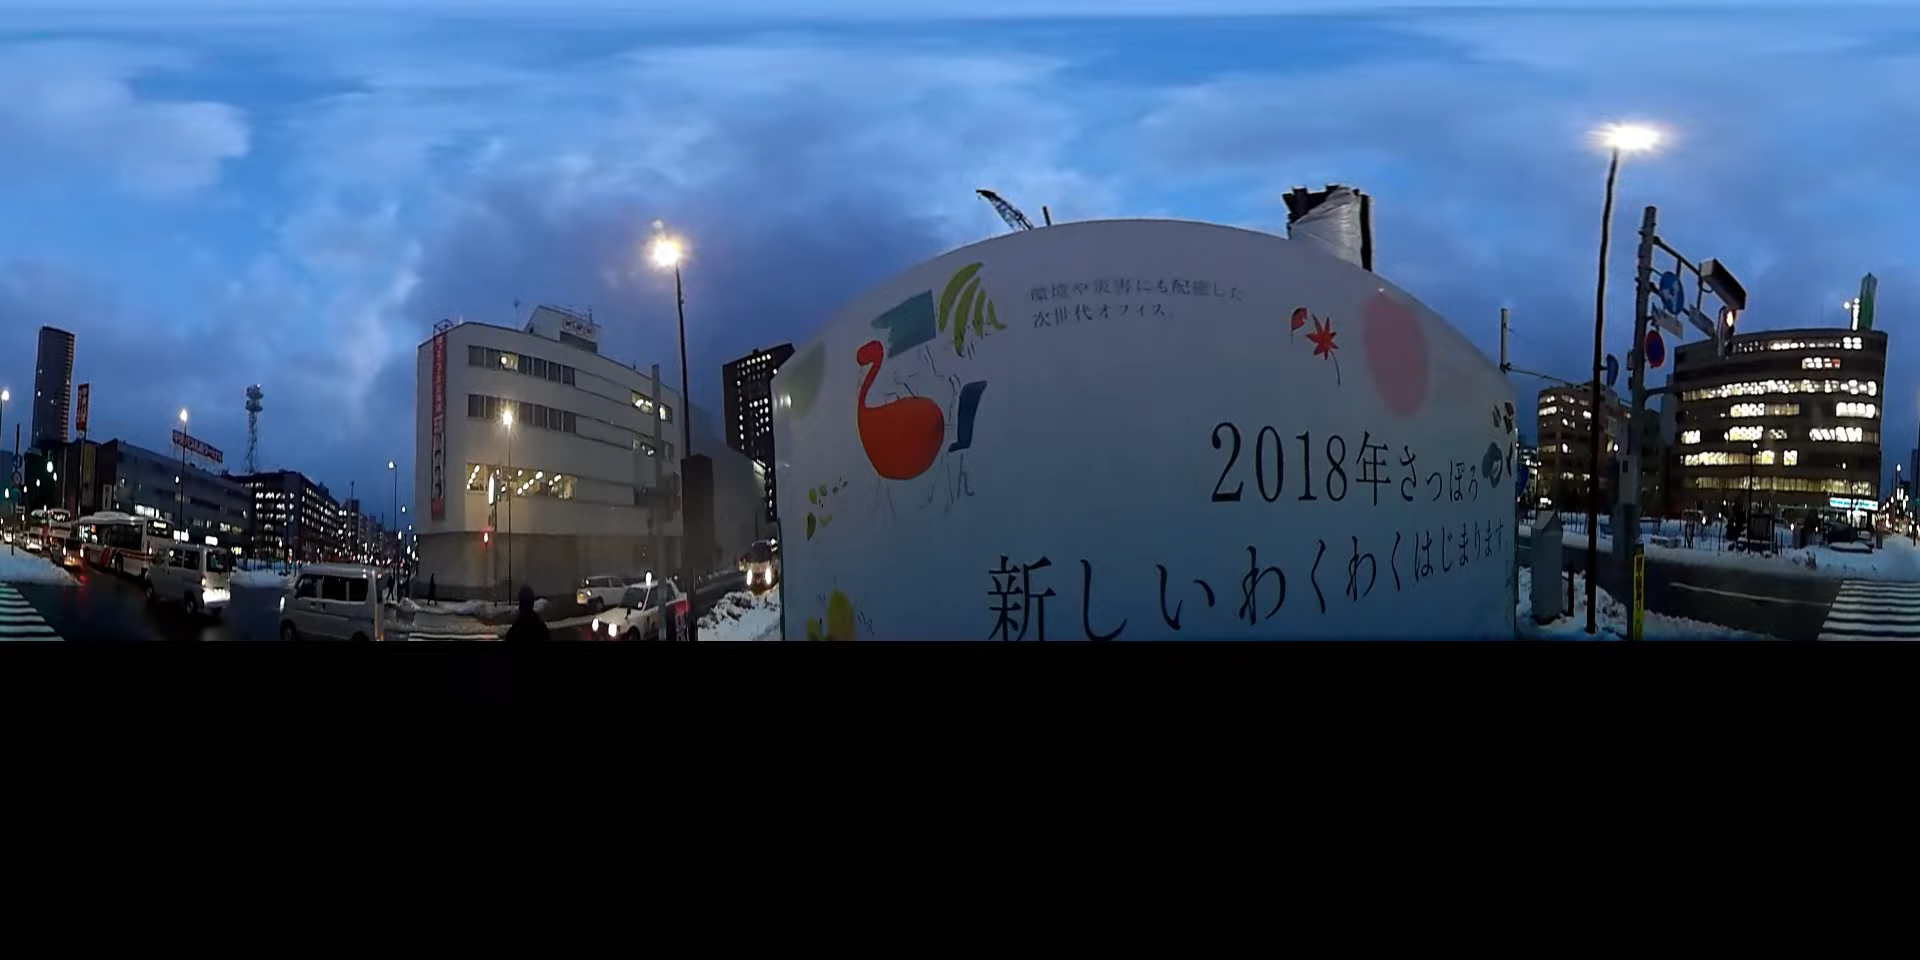 環境や災害にも配慮した
次世代オフィス。
2018年さっぽろ
新しいわくわくはじまります